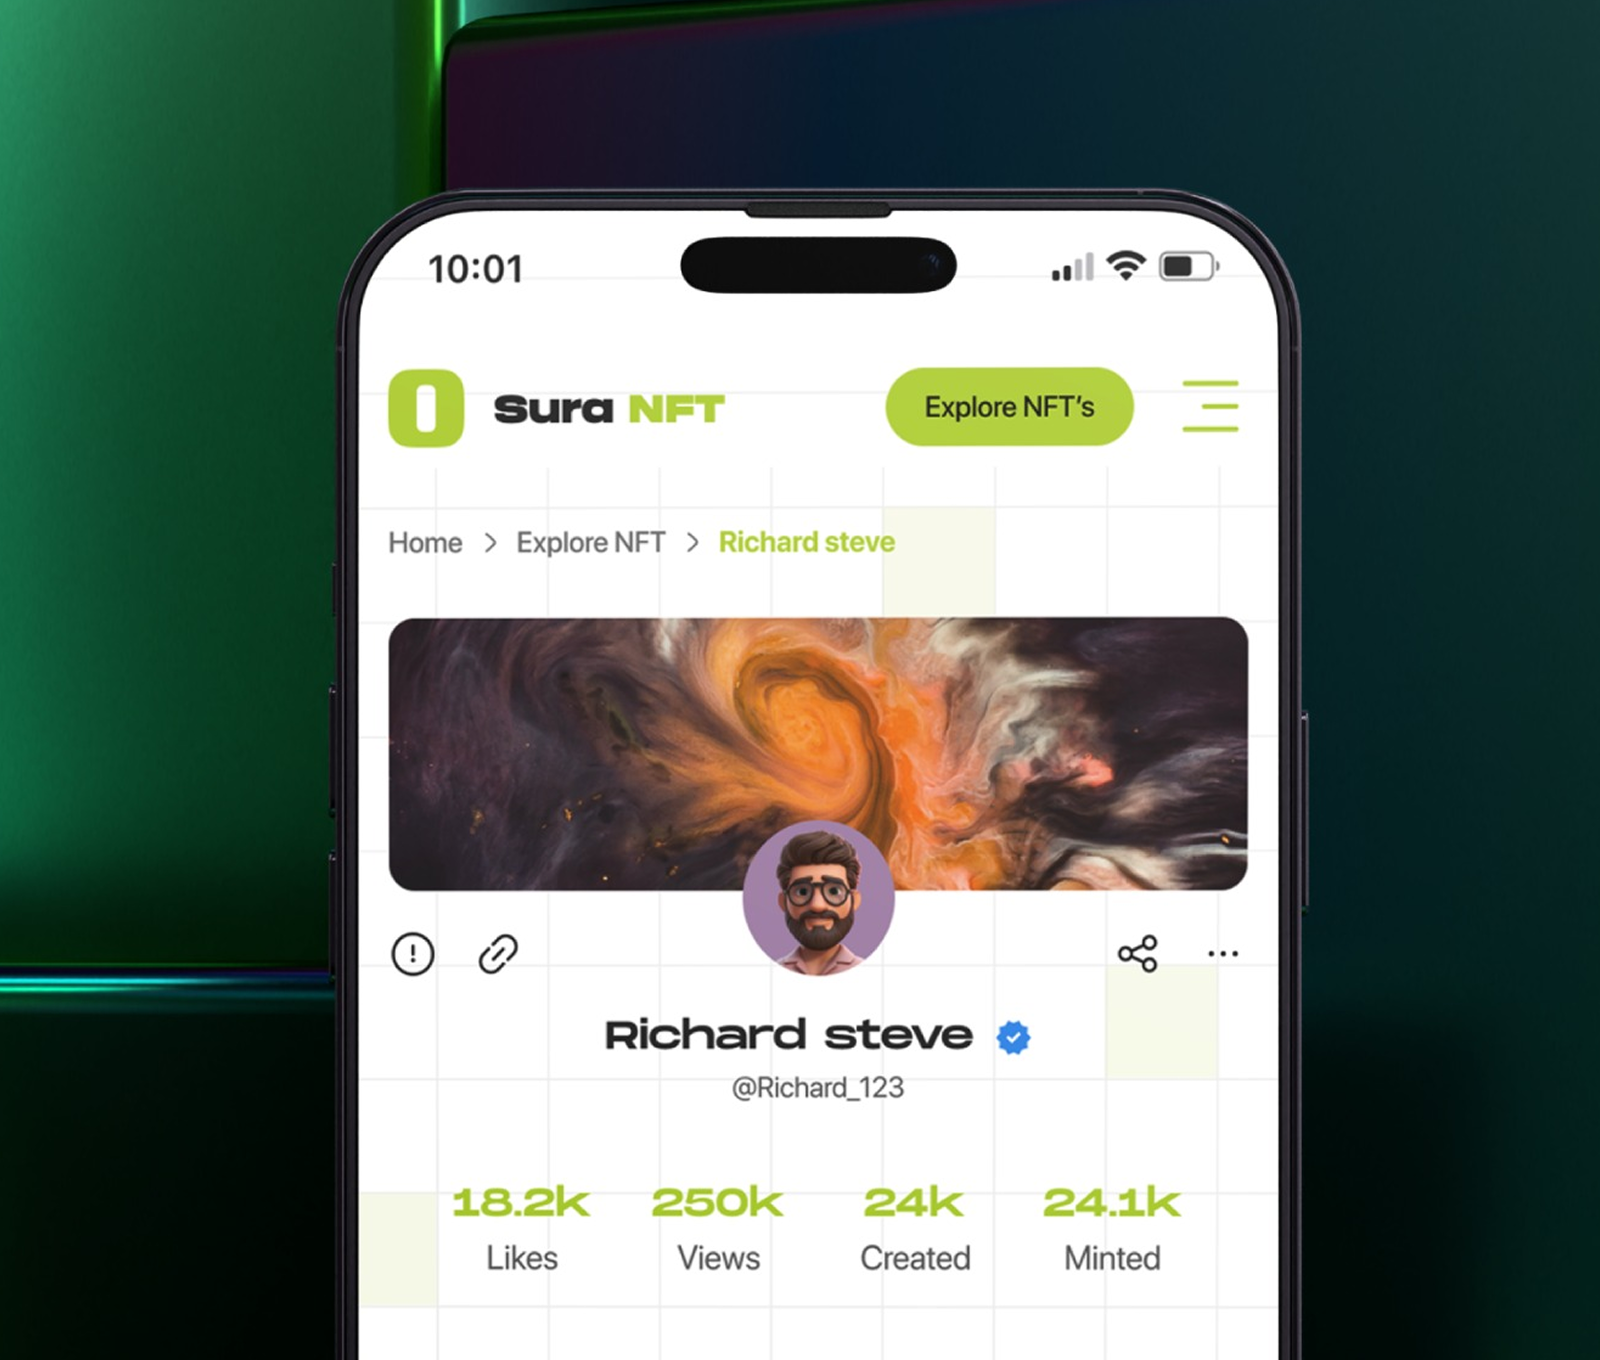 10:01
Sura NFT
Explore NFT's
Home > Explore NFT > Richard steve
Richard steve
@Richard_123
18.2k 250k 24k 24.1k
Likes Views Created Minted